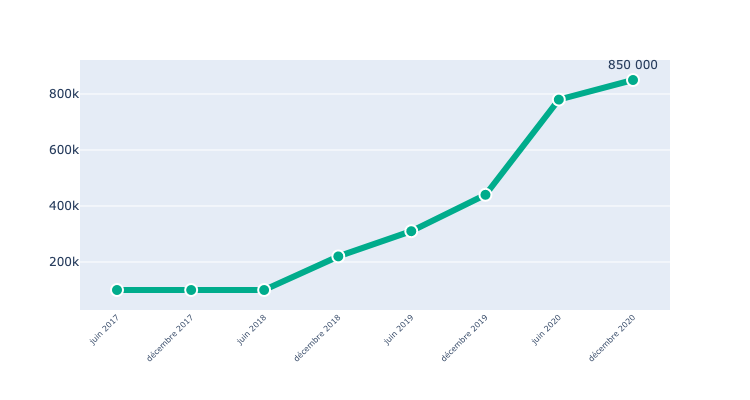 850 000
800k
600k
400k
200k
juin 2017
décembre 2017
juin 2018
décembre 2018
juin 2019
décembre 2019
juin 2020
décembre 2020